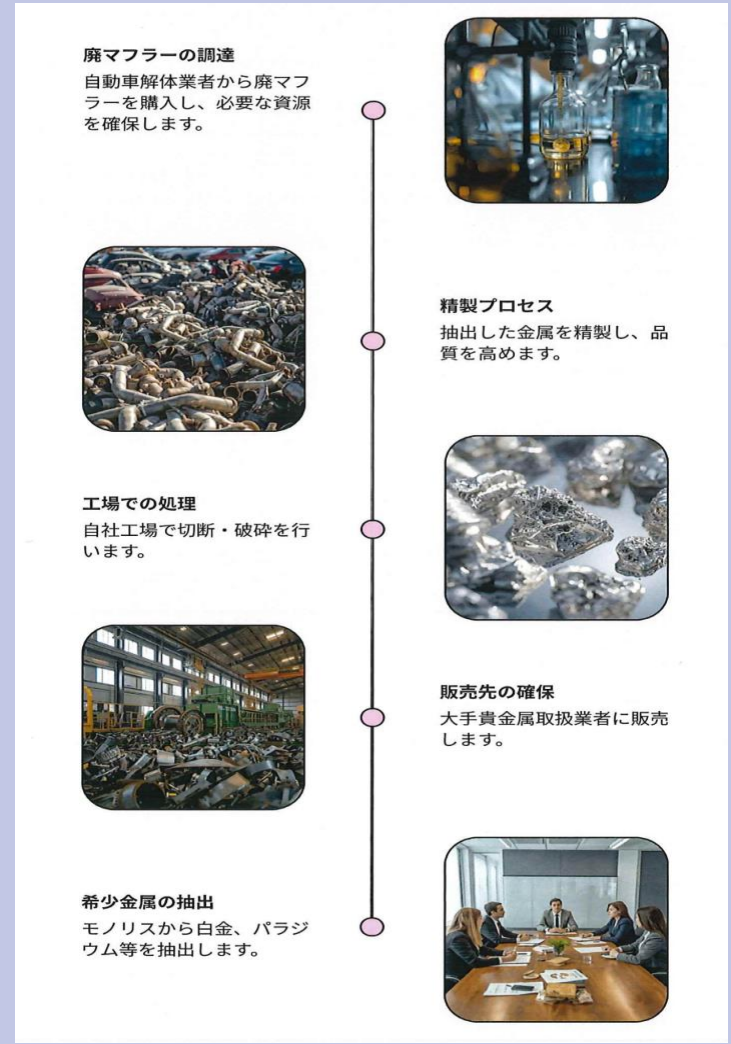 廃マフラーの調達
自動車解体業者から廃マフ
ラーを購入し、必要な資源
を確保します。
工場での処理
自社工場で切断・破砕を行
います。
希少金属の抽出
モノリスから白金、パラジ
ウム等を抽出します。
精製プロセス
抽出した金属を精製し、品
質を高めます。
販売先の確保
大手貴金属取扱業者に販売
します。